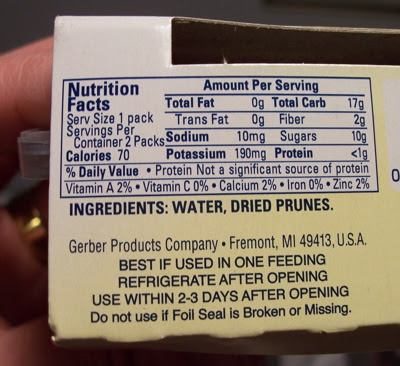 Nutrition Facts
Serv Size 1 pack
Servings Per
Container 2 Packs
Calories 70
Amount Per Serving
Total Fat 0g Total Carb 17g
Trans Fat 0g Fiber 2g
Sodium 10mg Sugars 10g
Potassium 190mg Protein <1g
% Daily Value • Protein Not a significant source of protein
Vitamin A 2% • Vitamin C 0% • Calcium 2% • Iron 0% • Zinc 2%
INGREDIENTS: WATER, DRIED PRUNES.
Gerber Products Company • Fremont, MI 49413, U.S.A.
BEST IF USED IN ONE FEEDING
REFRIGERATE AFTER OPENING
USE WITHIN 2-3 DAYS AFTER OPENING
Do not use if Foil Seal is Broken or Missing.